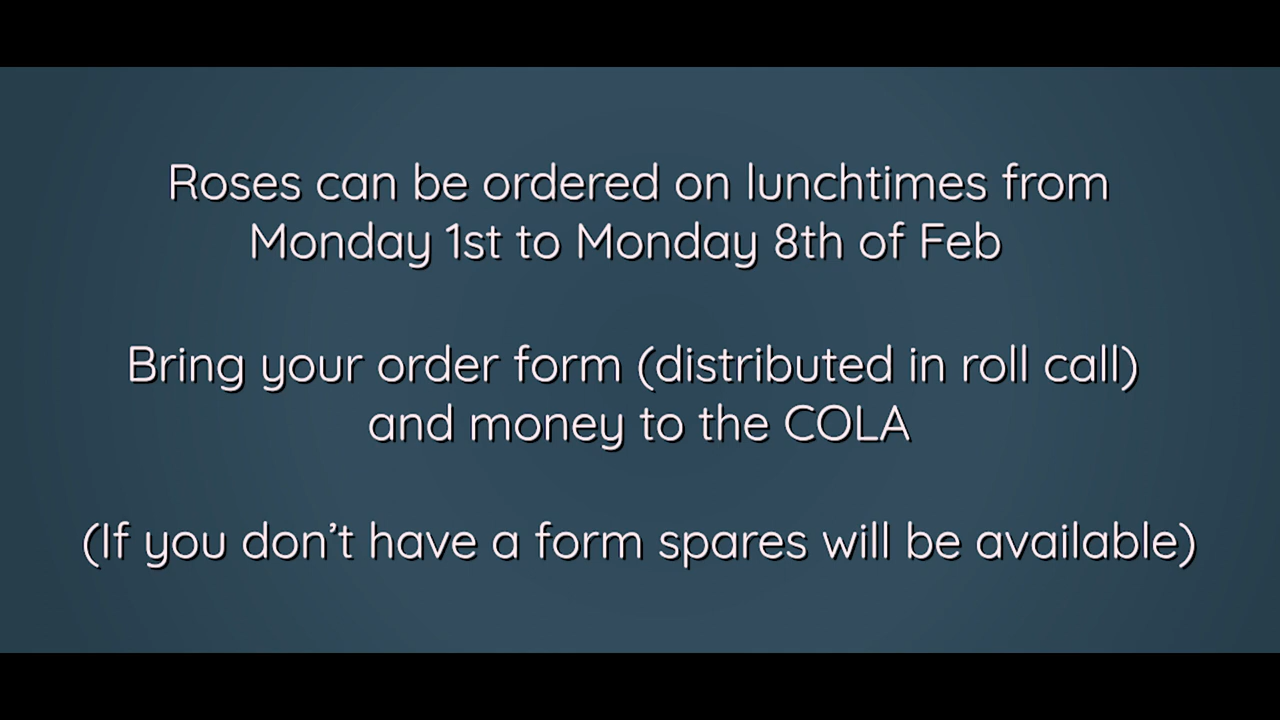 Roses can be ordered on lunchtimes from
Monday 1st to Monday 8th of Feb
Bring your order form (distributed in roll call)
and money to the COLA
(If you don’t have a form spares will be available)